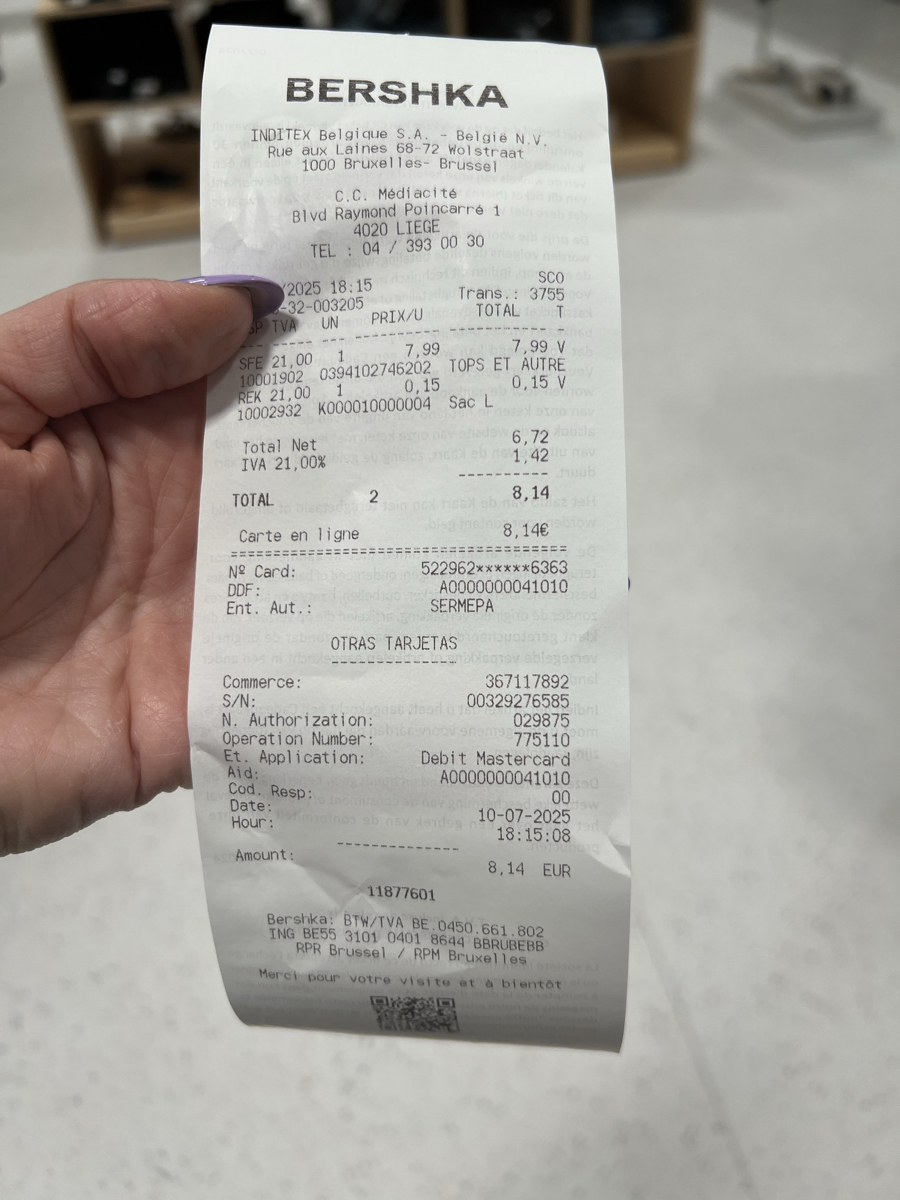 BERSHKA
INDITEX Belgique S.A. - België N.V.
Rue aux Laines 68-72 Wolstraat
1000 Bruxelles- Brussel
C.C. Médiacité
Blvd Raymond Poincarré 1
4020 LIEGE
TEL : 04 / 393 00 30
/2025 18:15 SCO
-32-003205 Trans.: 3755
TVA UN PRIX/U TOTAL T
SFE 21,00 1 7,99 7,99 V
10001902 0394102746202 TOPS ET AUTRE
REK 21,00 1 0,15 0,15 V
10002932 K000010000004 Sac L
Total Net 6,72
IVA 21,00% 1,42
TOTAL 2 8,14
Carte en ligne 8,14€
Nº Card: 522962******6363
DDF: A0000000041010
Ent. Aut.: SERMEPA
OTRAS TARJETAS
Commerce: 367117892
S/N: 00329276585
N. Authorization: 029875
Operation Number: 775110
Et. Application: Debit Mastercard
Aid: A0000000041010
Cod. Resp: 00
Date: 10-07-2025
Hour: 18:15:08
Amount: 8,14 EUR
11877601
Bershka: BTW/TVA BE.0450.661.802
ING BE55 3101 0401 8644 BBRUBEBB
RPR Brussel / RPM Bruxelles
Merci pour votre visite et à bientôt